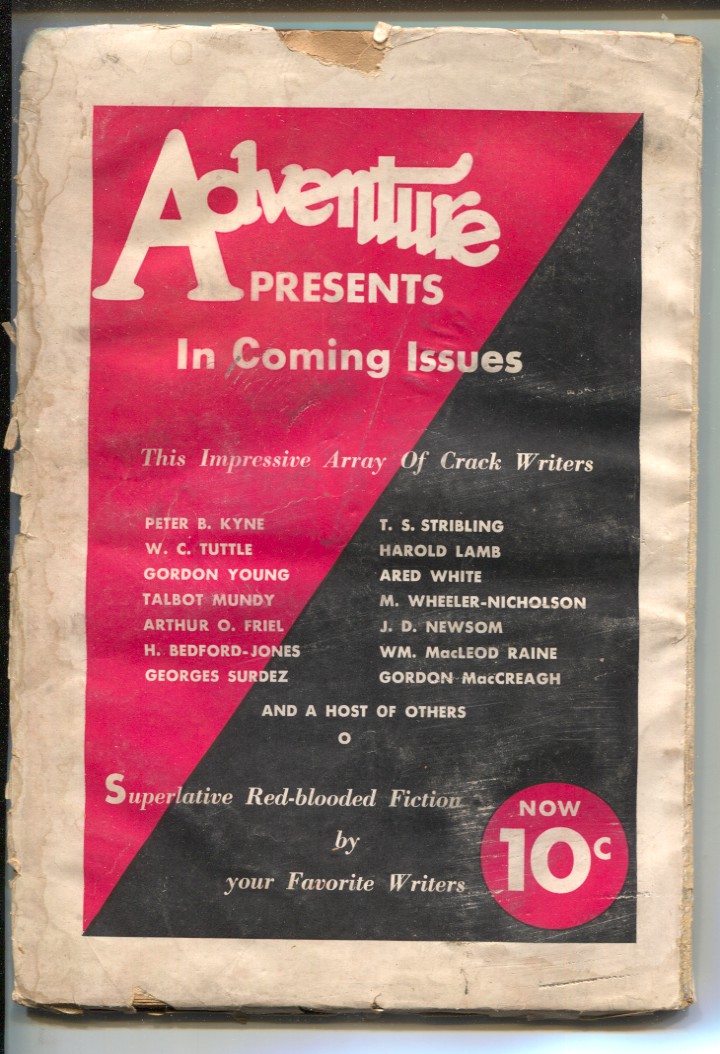 Adventure
PRESENTS
In Coming Issues
This Impressive Array Of Crack Writers
PETER B. KYNE
W. C. TUTTLE
GORDON YOUNG
TALBOT MUNDY
ARTHUR O. FRIEL
H. BEDFORD-JONES
GEORGES SURDEZ
T. S. STRIBLING
HAROLD LAMB
ARED WHITE
M. WHEELER-NICHOLSON
J. D. NEWSOM
WM. MacLEOD RAINE
GORDON MacCREAGH
AND A HOST OF OTHERS
O
Superlative Red-blooded Fiction
by
your Favorite Writers
NOW
10c